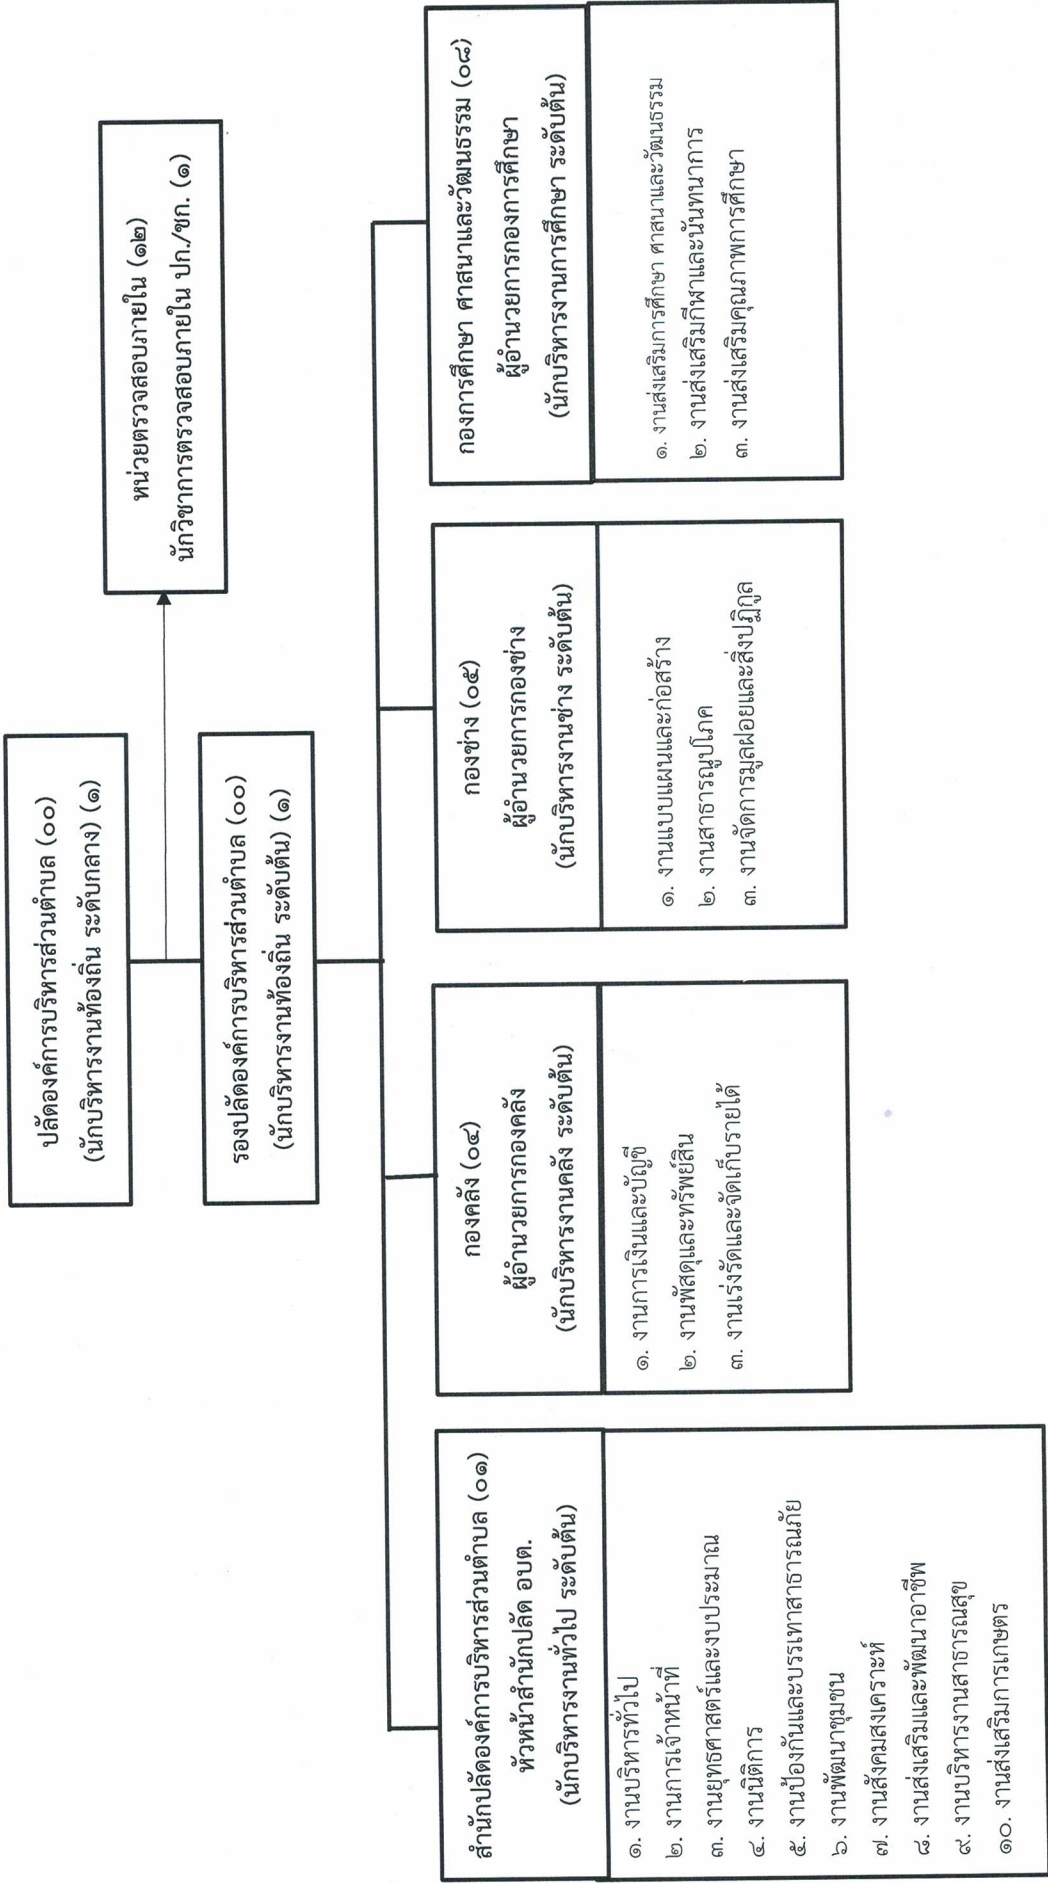 ปลัดองค์การบริหารส่วนตำบล (๐๐)
(นักบริหารงานท้องถิ่น ระดับกลาง) (๑)
หน่วยตรวจสอบภายใน (๑๒)
นักวิชาการตรวจสอบภายใน ปก./ชก. (๑)
รองปลัดองค์การบริหารส่วนตำบล (๐๐)
(นักบริหารงานท้องถิ่น ระดับต้น) (๑)
สำนักปลัดองค์การบริหารส่วนตำบล (๐๑)
หัวหน้าสำนักปลัด อบต.
(นักบริหารงานทั่วไป ระดับต้น)
๑. งานบริหารทั่วไป
๒. งานการเจ้าหน้าที่
๓. งานยุทธศาสตร์และงบประมาณ
๔. งานนิติการ
๕. งานป้องกันและบรรเทาสาธารณภัย
๖. งานพัฒนาชุมชน
๗. งานสังคมสงเคราะห์
๘. งานส่งเสริมและพัฒนาอาชีพ
๙. งานบริหารงานสาธารณสุข
๑๐. งานส่งเสริมการเกษตร
กองคลัง (๐๔)
ผู้อำนวยการกองคลัง
(นักบริหารงานคลัง ระดับต้น)
๑. งานการเงินและบัญชี
๒. งานพัสดุและทรัพย์สิน
๓. งานเร่งรัดและจัดเก็บรายได้
กองช่าง (๐๕)
ผู้อำนวยการกองช่าง
(นักบริหารงานช่าง ระดับต้น)
๑. งานแบบแผนและก่อสร้าง
๒. งานสาธารณูปโภค
๓. งานจัดการมูลฝอยและสิ่งปฏิกูล
กองการศึกษา ศาสนาและวัฒนธรรม (๐๘)
ผู้อำนวยการกองการศึกษา
(นักบริหารงานการศึกษา ระดับต้น)
๑. งานส่งเสริมการศึกษา ศาสนาและวัฒนธรรม
๒. งานส่งเสริมกีฬาและนันทนาการ
๓. งานส่งเสริมคุณภาพการศึกษา